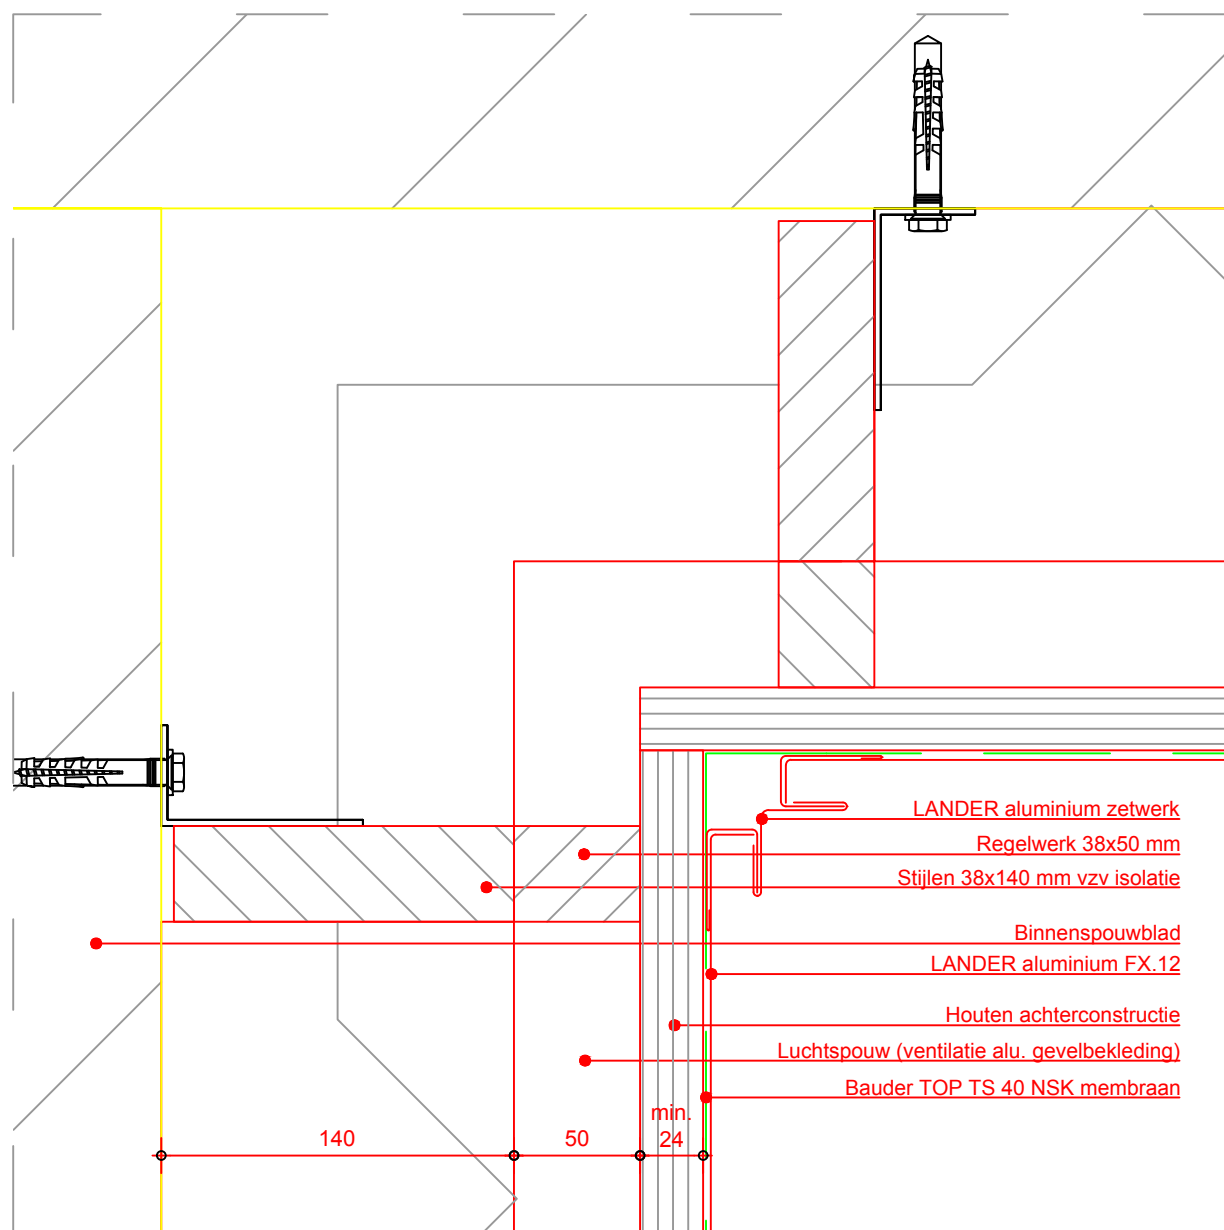 LANDER aluminium zetwerk
Regelwerk 38x50 mm
Stijlen 38x140 mm vzv isolatie
Binnenspouwblad
LANDER aluminium FX.12
Houten achterconstructie
Luchtspouw (ventilatie alu. gevelbekleding)
Bauder TOP TS 40 NSK membraan
min.
140
50
24